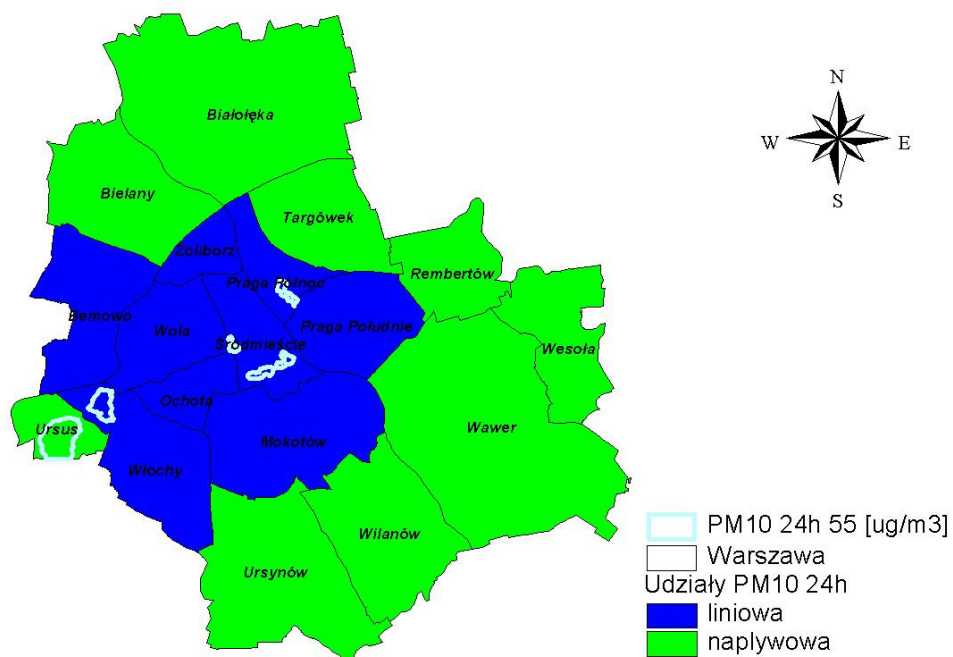 N
W E
S
Białołęka
Bielany
Targówek
Żoliborz
Rembertów
Praga Północ
Bemowo
Wola
Praga Południe
Śródmieście
Wesoła
Ochota
Ursus
Mokotów
Wawer
Włochy
Wilanów
Ursynów
PM10 24h 55 [ug/m3]
Warszawa
Udziały PM10 24h
liniowa
naplywowa